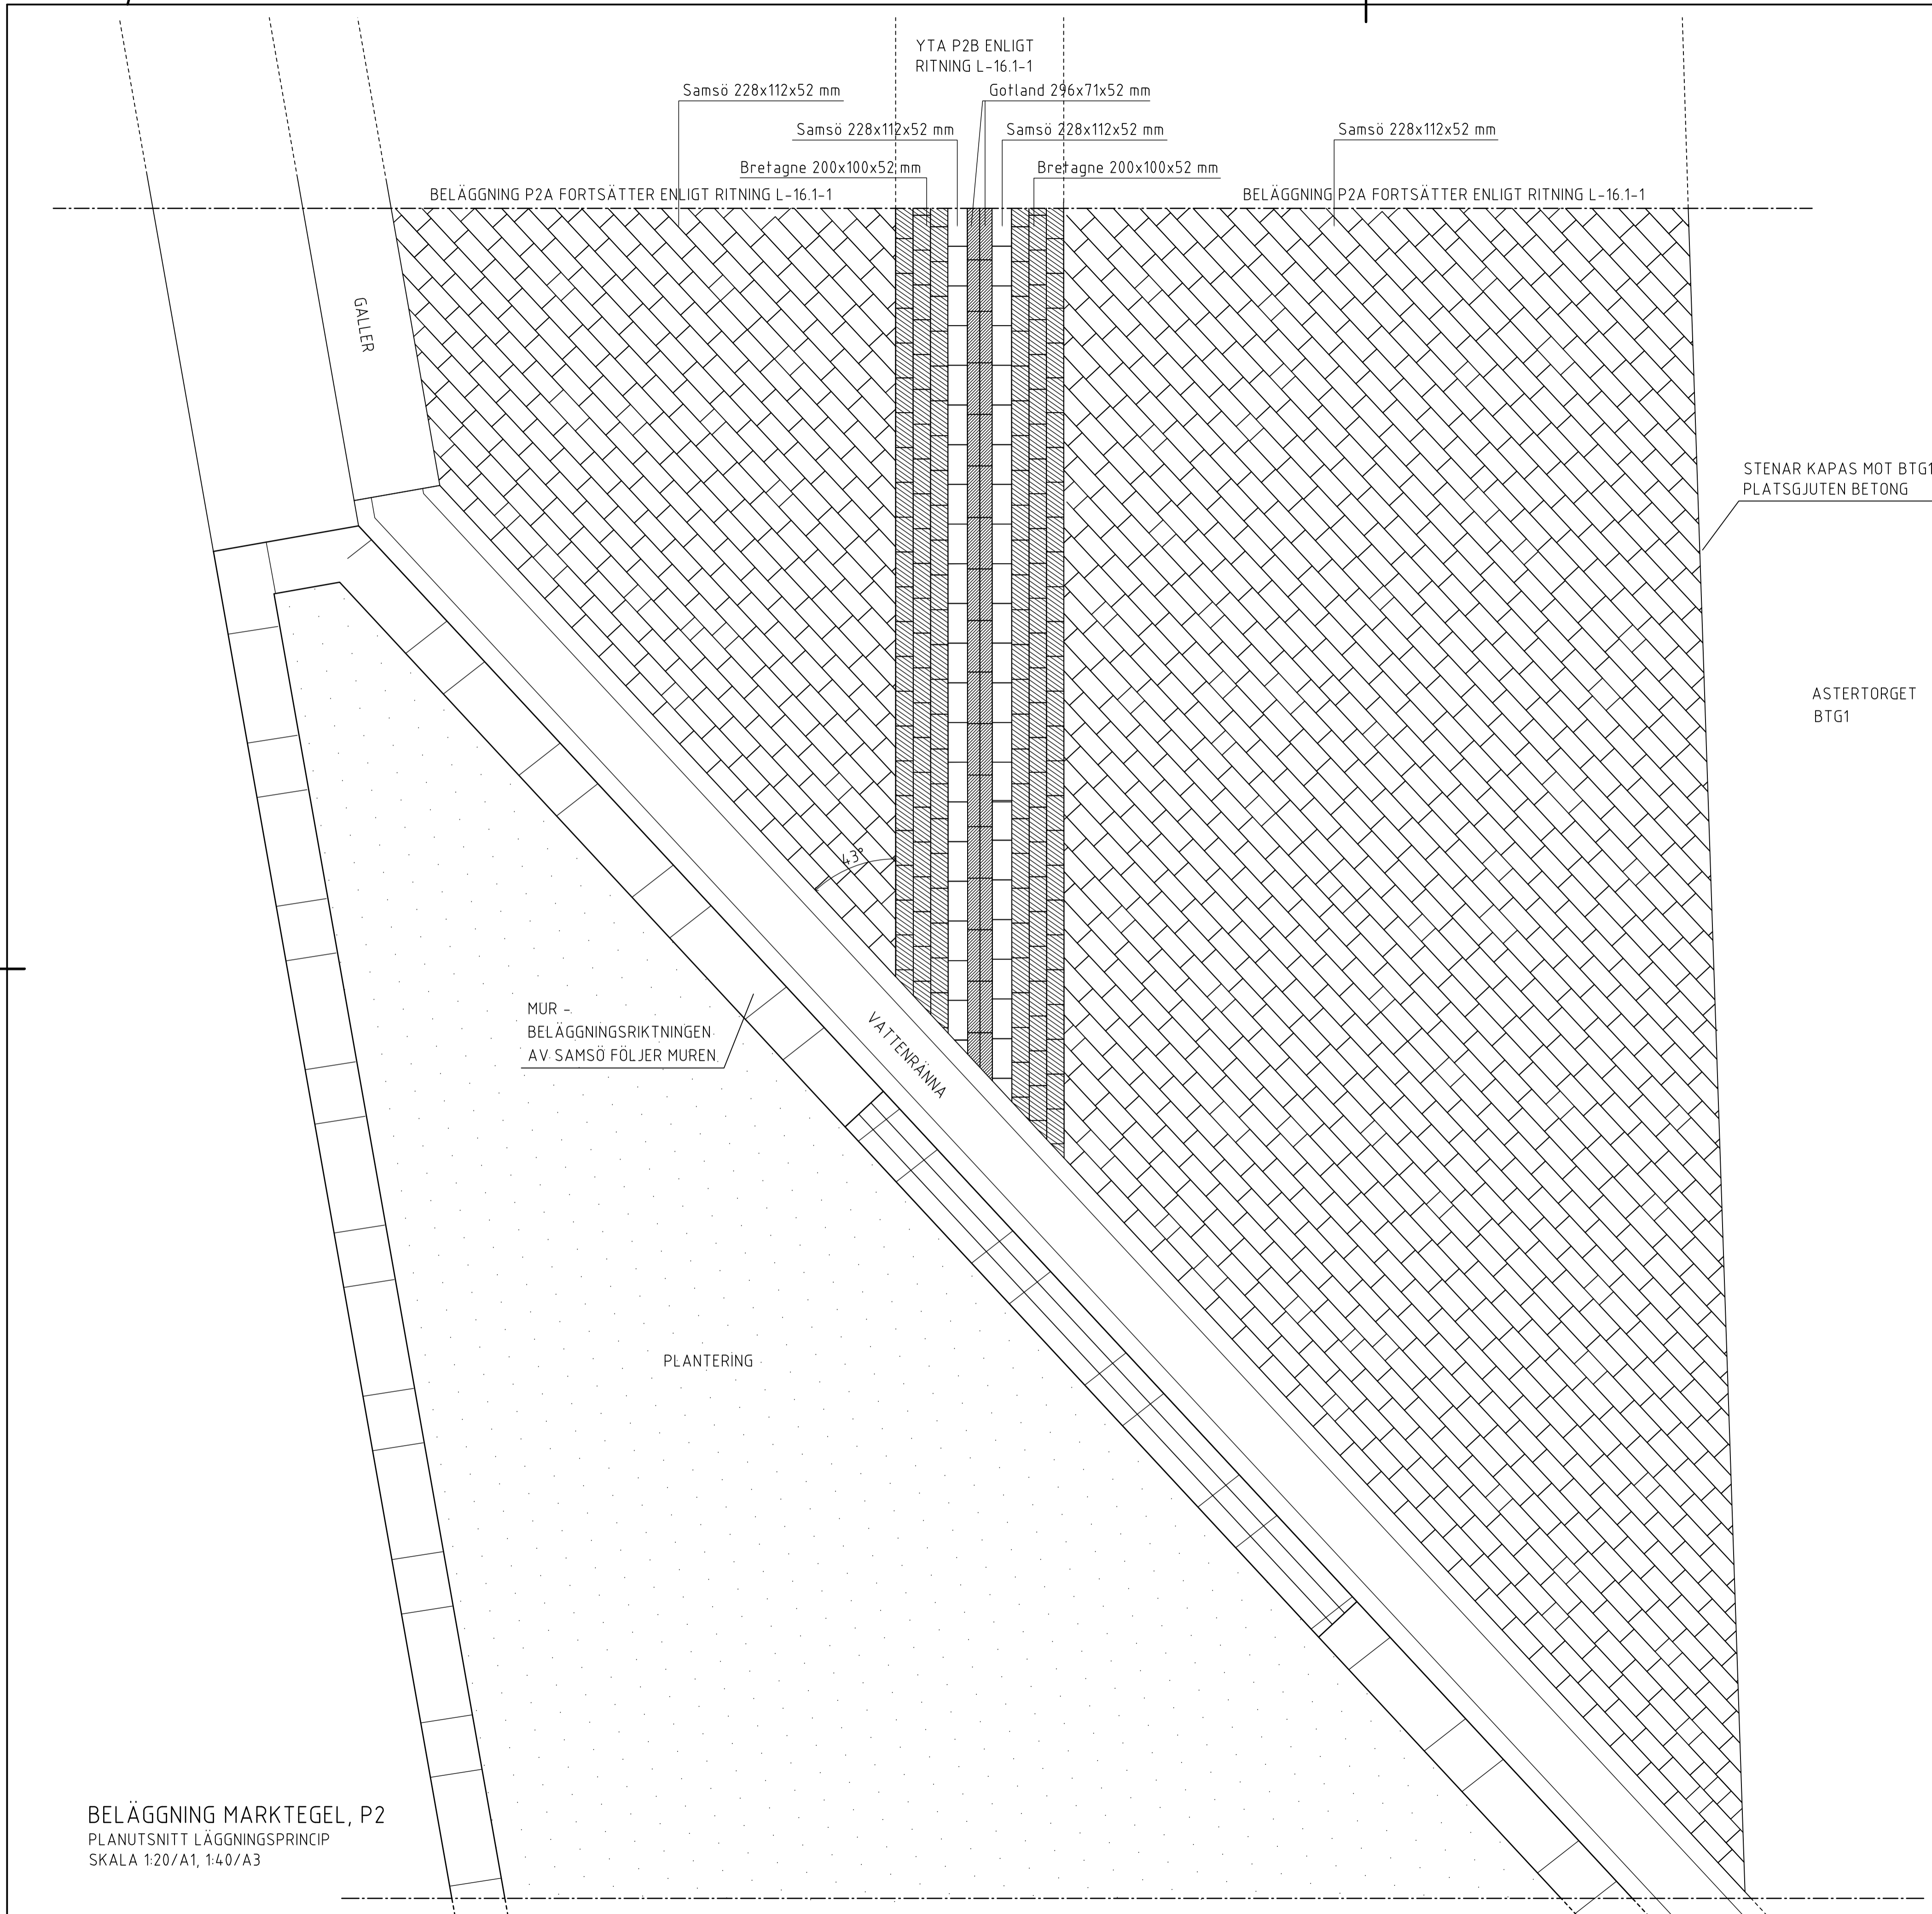 YTA P2B ENLIGT
RITNING L-16.1-1
Samsö 228x112x52 mm
Gotland 296x71x52 mm
Samsö 228x112x52 mm
Samsö 228x112x52 mm
Samsö 228x112x52 mm
Bretagne 200x100x52 mm
Bretagne 200x100x52 mm
BELÄGGNING P2A FORTSÄTTER ENLIGT RITNING L-16.1-1
BELÄGGNING P2A FORTSÄTTER ENLIGT RITNING L-16.1-1
GALLER
STENAR KAPAS MOT BTG1
PLATSGJUTEN BETONG
ASTERTORGET
BTG1
43°
MUR -
BELÄGGNINGSRIKTNINGEN
AV SAMSÖ FÖLJER MUREN
VATTENRÄNNA
PLANTERING
BELÄGGNING MARKTEGEL, P2
PLANUTSNITT LÄGGNINGSPRINCIP
SKALA 1:20/A1, 1:40/A3